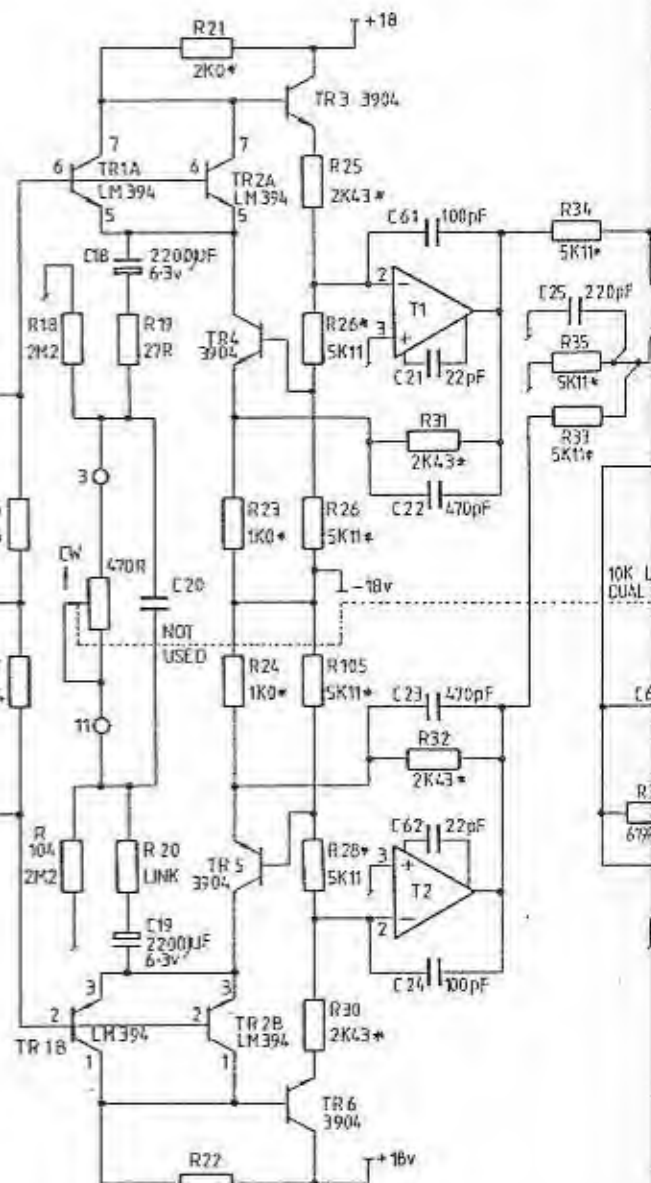 R21
+18
2K0*
TR3 3904
7
7
6
TR1A
LM394
6
TR2A
LM394
R25
2K43*
5
5
C61
100pF
R34
5K11*
C18
2200UF
6·3v
2
−
T1
C25
220pF
R18
2M2
R19
27R
TR4
3904
R26*
5K11
3
+
C21
22pF
R35
5K11*
R31
2K43*
R33
5K11*
3
R23
1K0*
R26
5K11*
C22
470pF
CW
470R
C20
−18v
10K L
DUAL
NOT
USED
R24
1K0*
R105
5K11*
C23
470pF
11
R32
2K43*
R
104
2M2
R20
LINK
TR5
3904
R28*
5K11
C62
22pF
3
+
T2
C19
2200UF
6·3v
−
2
3
3
C24
100pF
2
LM394
2
TR2B
LM394
R30
2K43*
TR1B
1
1
TR6
3904
R22
+18v